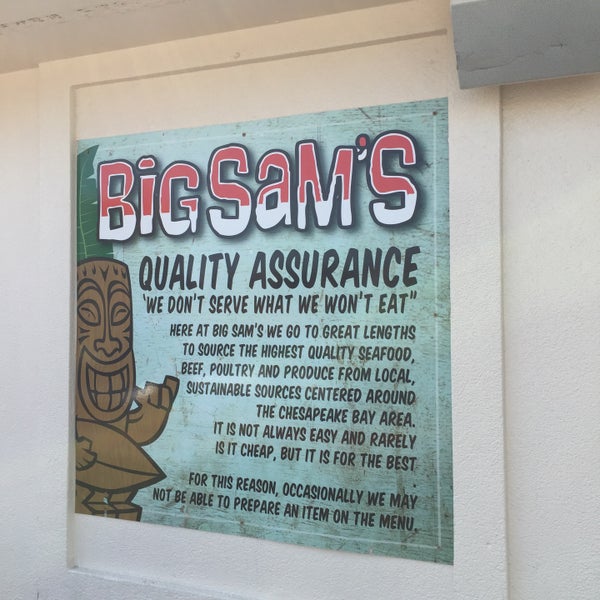 BIG SAM'S
QUALITY ASSURANCE
'WE DON'T SERVE WHAT WE WON'T EAT"
HERE AT BIG SAM'S WE GO TO GREAT LENGTHS
TO SOURCE THE HIGHEST QUALITY SEAFOOD,
BEEF, POULTRY AND PRODUCE FROM LOCAL,
SUSTAINABLE SOURCES CENTERED AROUND
THE CHESAPEAKE BAY AREA.
IT IS NOT ALWAYS EASY AND RARELY
IS IT CHEAP, BUT IT IS FOR THE BEST
.
FOR THIS REASON, OCCASIONALLY WE MAY
NOT BE ABLE TO PREPARE AN ITEM ON THE MENU.